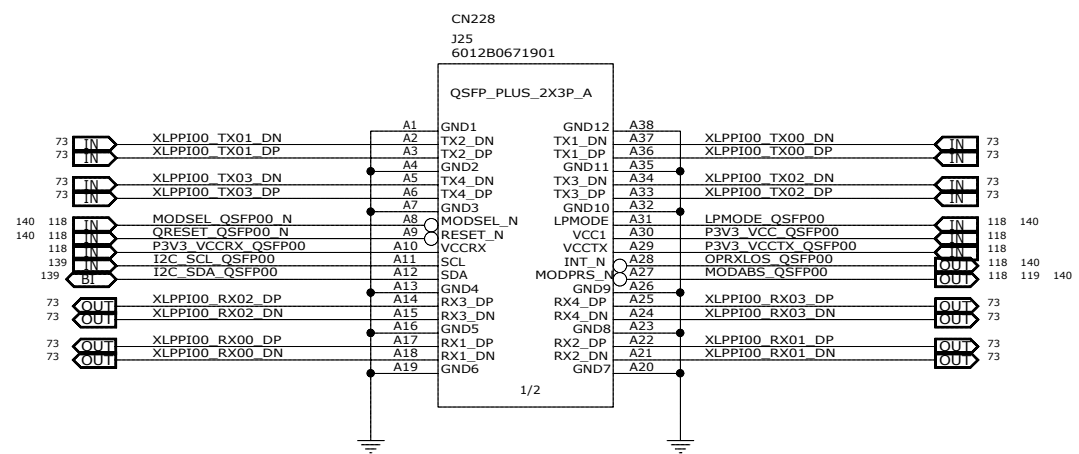 CN228
J25
6012B0671901
QSFP_PLUS_2X3P_A
A1 GND1 GND12 A38
73 IN XLPPI00_TX01_DN A2 TX2_DN TX1_DN A37 XLPPI00_TX00_DN IN 73
73 IN XLPPI00_TX01_DP A3 TX2_DP TX1_DP A36 XLPPI00_TX00_DP IN 73
A4 GND2 GND11 A35
73 IN XLPPI00_TX03_DN A5 TX4_DN TX3_DN A34 XLPPI00_TX02_DN IN 73
73 IN XLPPI00_TX03_DP A6 TX4_DP TX3_DP A33 XLPPI00_TX02_DP IN 73
A7 GND3 GND10 A32
140 118 IN MODSEL_QSFP00_N A8 MODSEL_N LPMODE A31 LPMODE_QSFP00 IN 118 140
140 118 IN QRESET_QSFP00_N A9 RESET_N VCC1 A30 P3V3_VCC_QSFP00 IN 118
118 IN P3V3_VCCRX_QSFP00 A10 VCCRX VCCTX A29 P3V3_VCCTX_QSFP00 IN 118
139 IN I2C_SCL_QSFP00 A11 SCL INT_N A28 OPRXLOS_QSFP00 OUT 118 140
139 BI I2C_SDA_QSFP00 A12 SDA MODPRS_N A27 MODABS_QSFP00 OUT 118 119 140
A13 GND4 GND9 A26
73 OUT XLPPI00_RX02_DP A14 RX3_DP RX4_DP A25 XLPPI00_RX03_DP OUT 73
73 OUT XLPPI00_RX02_DN A15 RX3_DN RX4_DN A24 XLPPI00_RX03_DN OUT 73
A16 GND5 GND8 A23
73 OUT XLPPI00_RX00_DP A17 RX1_DP RX2_DP A22 XLPPI00_RX01_DP OUT 73
73 OUT XLPPI00_RX00_DN A18 RX1_DN RX2_DN A21 XLPPI00_RX01_DN OUT 73
A19 GND6 GND7 A20
1/2